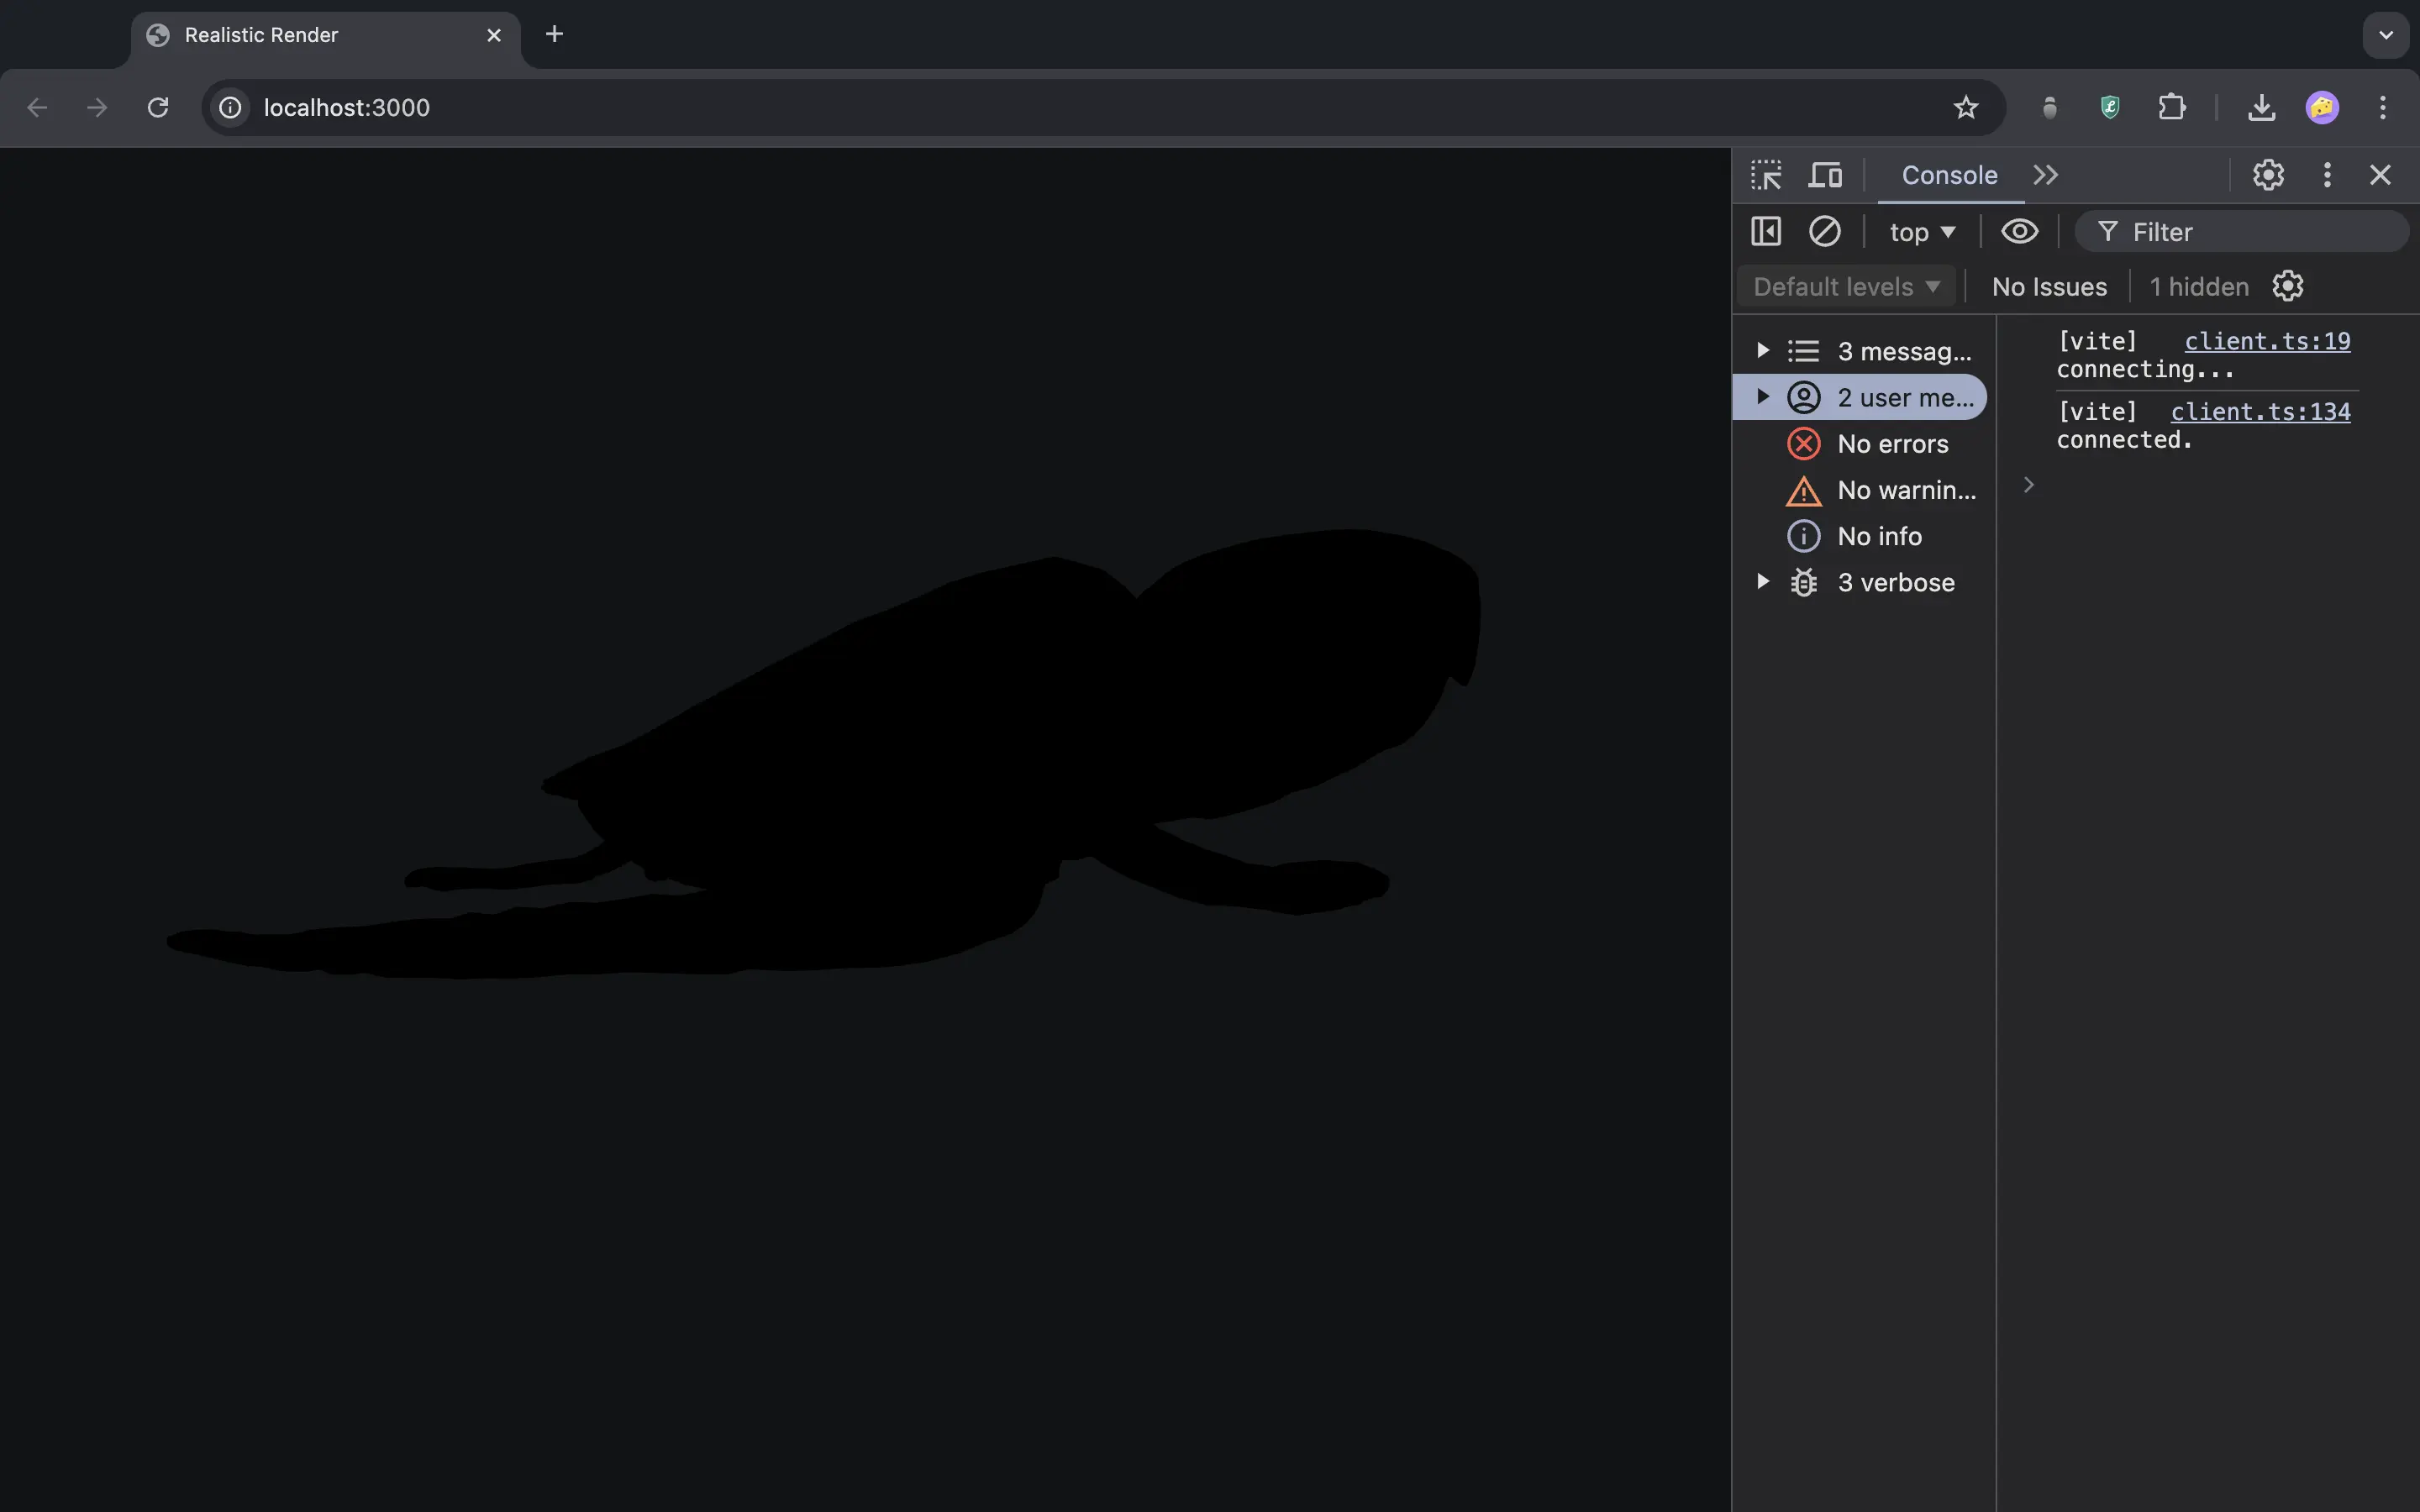 Realistic Render
localhost:3000
Console
top
Filter
Default levels
No Issues
1 hidden
3 messag...
2 user me...
No errors
No warnin...
No info
3 verbose
[vite] client.ts:19
connecting...
[vite] client.ts:134
connected.